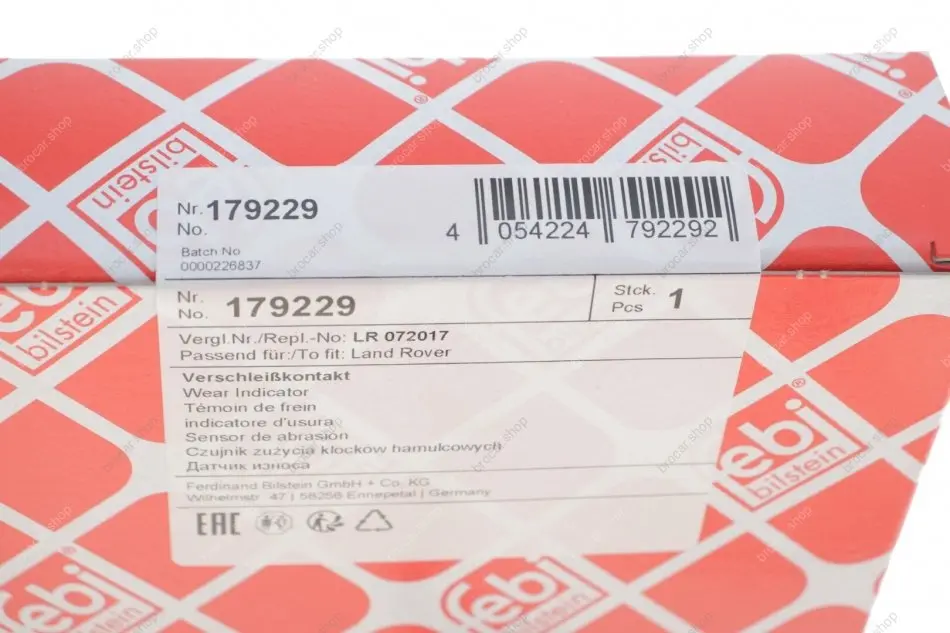 Nr. 179229
No.
Batch No
0000226837
4 054224 792292
Nr. 179229
No.
Stck. 1
Pcs
Vergl.Nr./Repl.-No: LR 072017
Passend für:/To fit: Land Rover
Verschleißkontakt
Wear Indicator
Témoin de frein
indicatore d'usura
Sensor de abrasión
Czujnik zużycia klocków hamulcowych
Датчик износа
Ferdinand Bilstein GmbH + Co. KG
Wilhelmstr. 47 | 58256 Ennepetal | Germany
EAC
febi
bilstein
brocar.shop